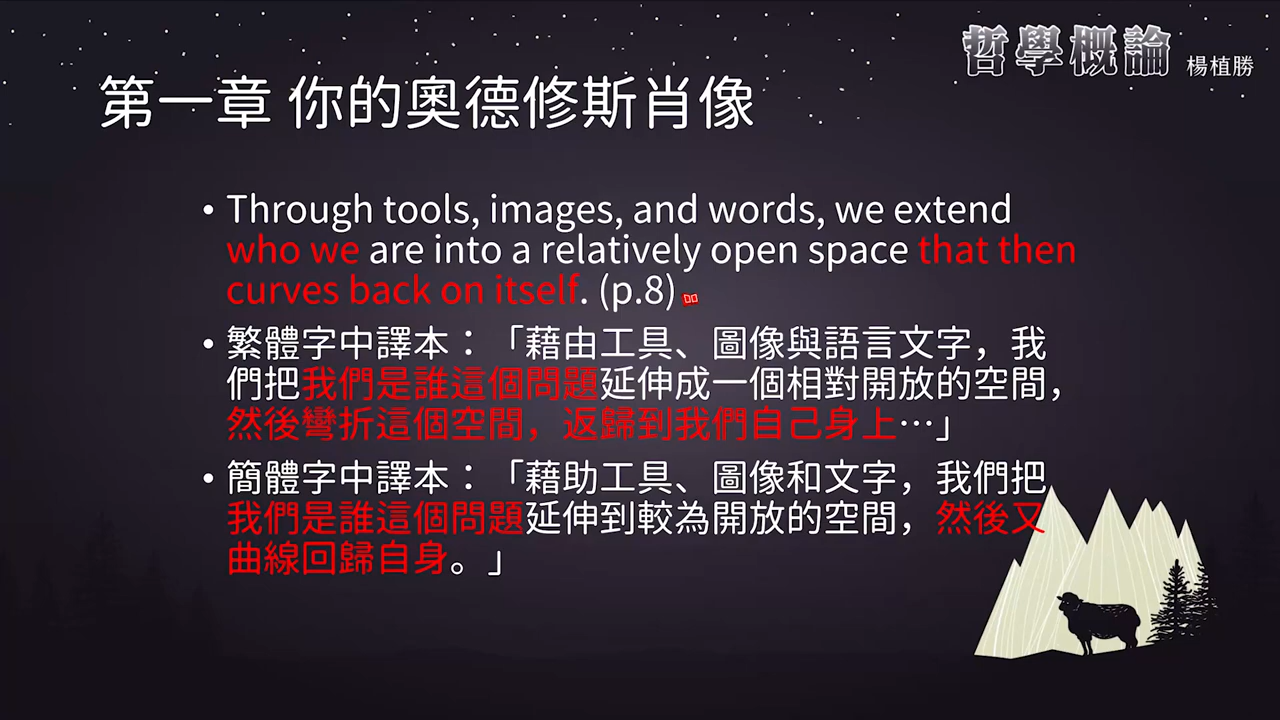 哲學概論 楊植勝
第一章 你的奧德修斯肖像
• Through tools, images, and words, we extend
who we are into a relatively open space that then
curves back on itself. (p.8)
• 繁體字中譯本：「藉由工具、圖像與語言文字，我
們把我們是誰這個問題延伸成一個相對開放的空間，
然後彎折這個空間，返歸到我們自己身上…」
• 簡體字中譯本：「藉助工具、圖像和文字，我們把
我們是誰這個問題延伸到較為開放的空間，然後又
曲線回歸自身。」